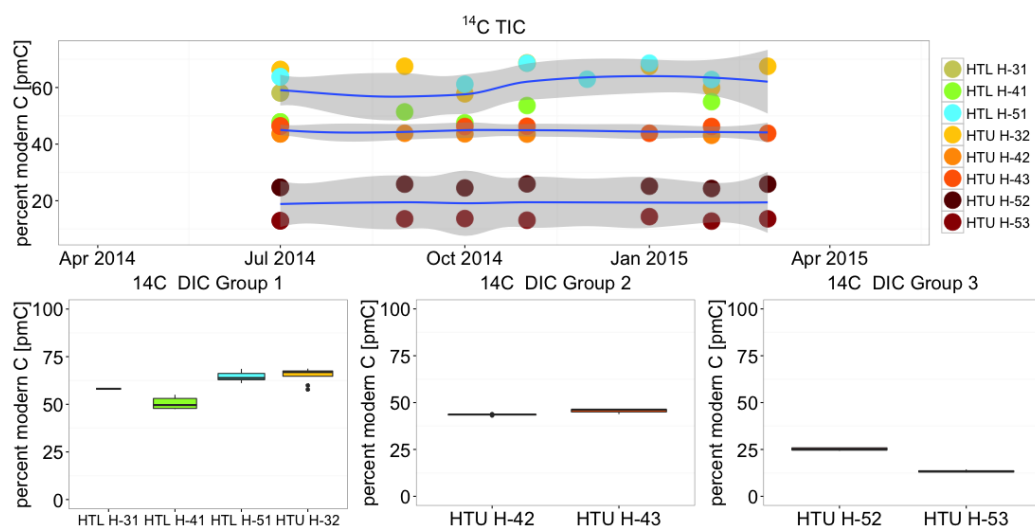 ¹⁴C TIC
percent modern C [pmC]
60
40
20
Apr 2014 Jul 2014 Oct 2014 Jan 2015 Apr 2015
HTL H-31
HTL H-41
HTL H-51
HTU H-32
HTU H-42
HTU H-43
HTU H-52
HTU H-53
14C DIC Group 1
percent modern C [pmC]
100
75
50
25
0
HTL H-31 HTL H-41 HTL H-51 HTU H-32
14C DIC Group 2
percent modern C [pmC]
100
75
50
25
0
HTU H-42 HTU H-43
14C DIC Group 3
percent modern C [pmC]
100
75
50
25
0
HTU H-52 HTU H-53